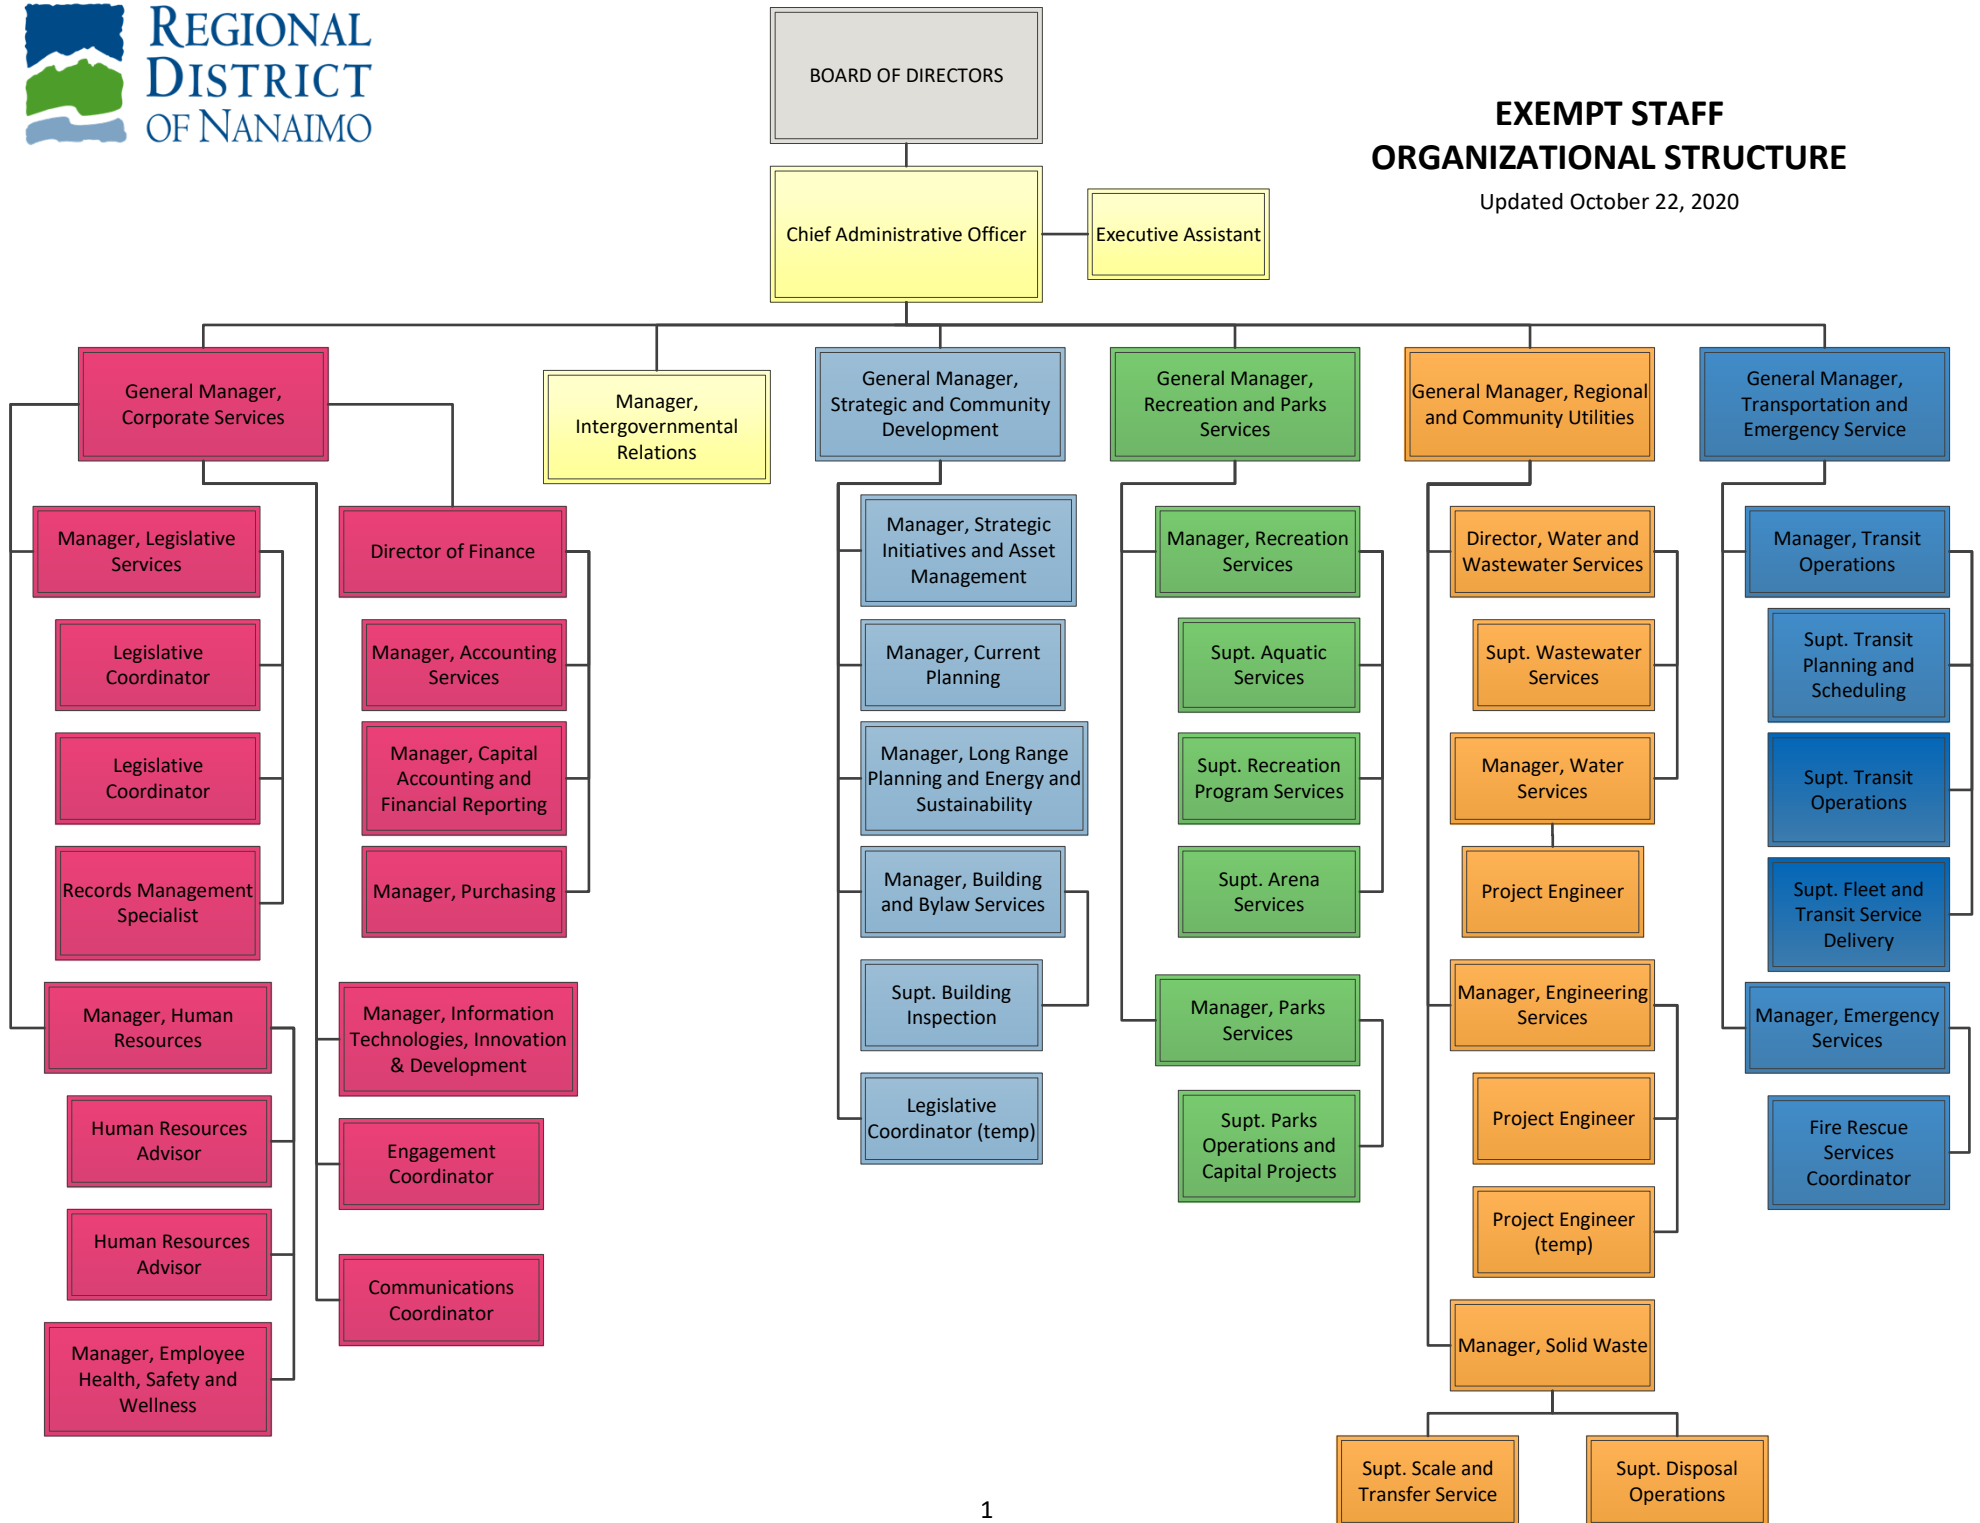 REGIONAL
DISTRICT
OF NANAIMO
BOARD OF DIRECTORS
EXEMPT STAFF
ORGANIZATIONAL STRUCTURE
Updated October 22, 2020
Chief Administrative Officer
Executive Assistant
General Manager,
Corporate Services
Manager,
Intergovernmental
Relations
General Manager,
Strategic and Community
Development
General Manager,
Recreation and Parks
Services
General Manager, Regional
and Community Utilities
General Manager,
Transportation and
Emergency Service
Manager, Legislative
Services
Legislative
Coordinator
Legislative
Coordinator
Records Management
Specialist
Manager, Human
Resources
Human Resources
Advisor
Human Resources
Advisor
Manager, Employee
Health, Safety and
Wellness
Director of Finance
Manager, Accounting
Services
Manager, Capital
Accounting and
Financial Reporting
Manager, Purchasing
Manager, Information
Technologies, Innovation
& Development
Engagement
Coordinator
Communications
Coordinator
Manager, Strategic
Initiatives and Asset
Management
Manager, Current
Planning
Manager, Long Range
Planning and Energy and
Sustainability
Manager, Building
and Bylaw Services
Supt. Building
Inspection
Legislative
Coordinator (temp)
Manager, Recreation
Services
Supt. Aquatic
Services
Supt. Recreation
Program Services
Supt. Arena
Services
Manager, Parks
Services
Supt. Parks
Operations and
Capital Projects
Director, Water and
Wastewater Services
Supt. Wastewater
Services
Manager, Water
Services
Project Engineer
Manager, Engineering
Services
Project Engineer
Project Engineer
(temp)
Manager, Solid Waste
Supt. Scale and
Transfer Service
Supt. Disposal
Operations
Manager, Transit
Operations
Supt. Transit
Planning and
Scheduling
Supt. Transit
Operations
Supt. Fleet and
Transit Service
Delivery
Manager, Emergency
Services
Fire Rescue
Services
Coordinator
1